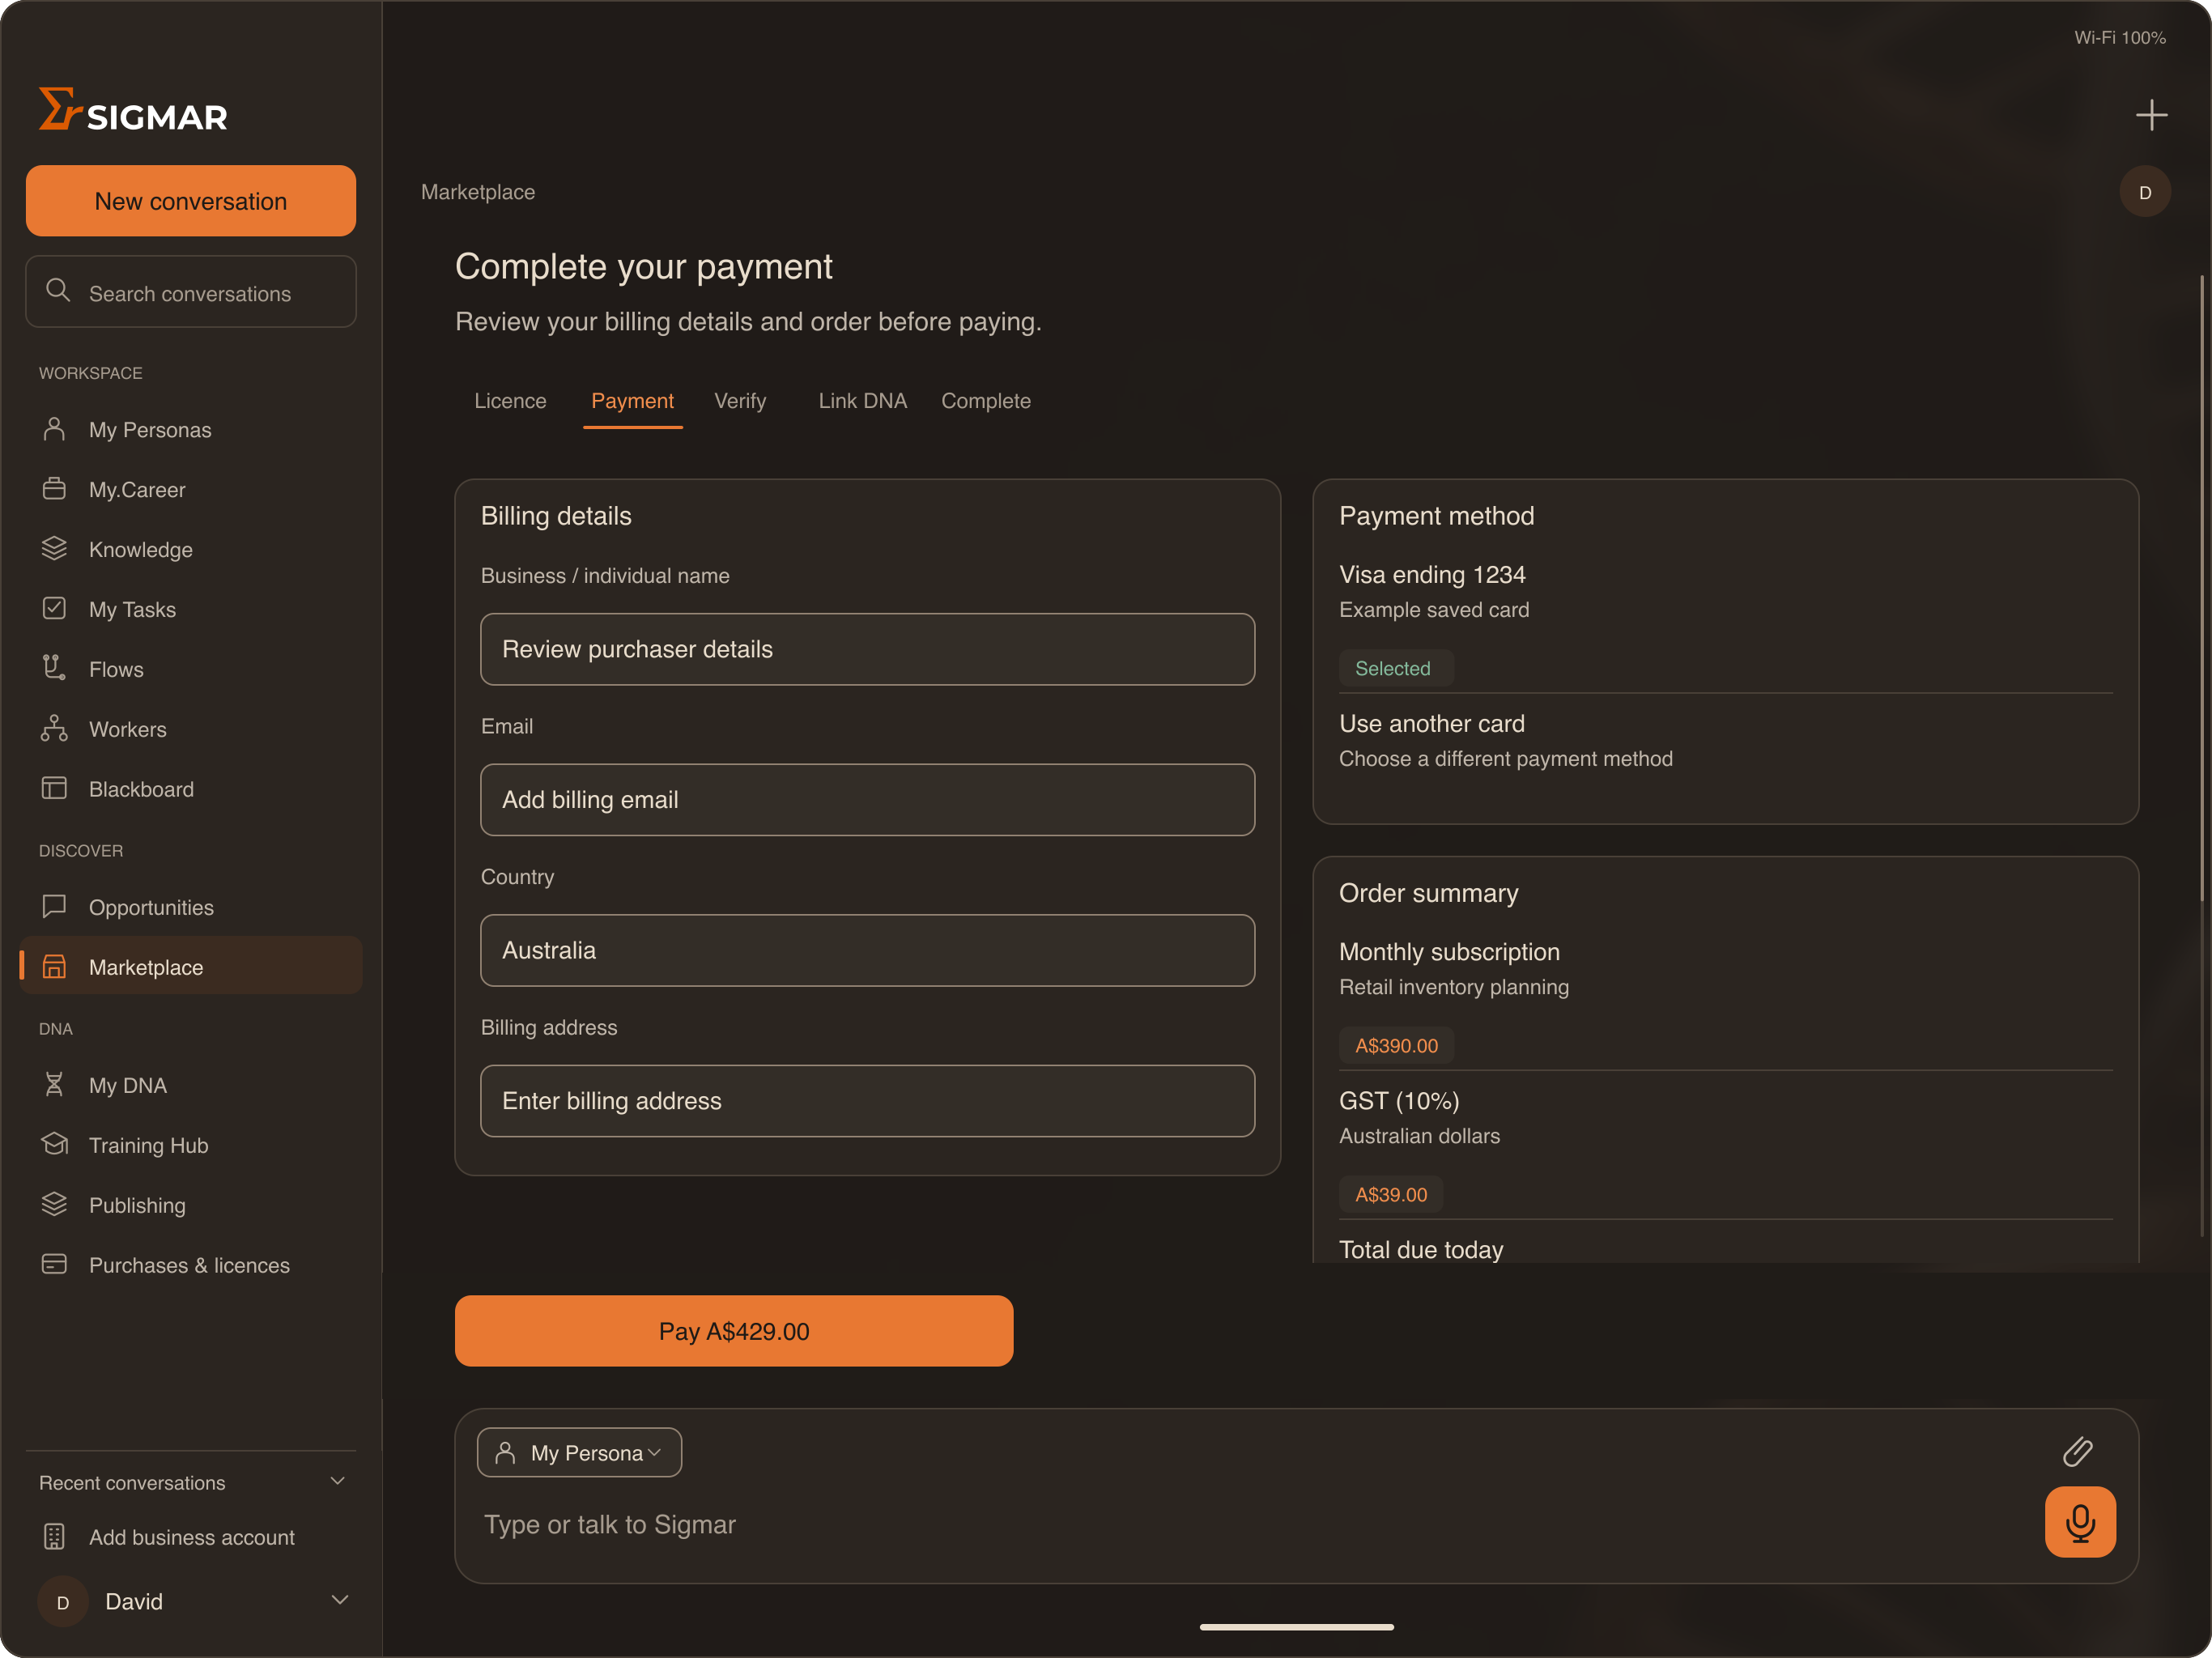 Wi-Fi 100%
Σr SIGMAR
New conversation
Search conversations
WORKSPACE
My Personas
My.Career
Knowledge
My Tasks
Flows
Workers
Blackboard
DISCOVER
Opportunities
Marketplace
DNA
My DNA
Training Hub
Publishing
Purchases & licences
Recent conversations
Add business account
D
David
Marketplace
D
Complete your payment
Review your billing details and order before paying.
Licence
Payment
Verify
Link DNA
Complete
Billing details
Business / individual name
Review purchaser details
Email
Add billing email
Country
Australia
Billing address
Enter billing address
Payment method
Visa ending 1234
Example saved card
Selected
Use another card
Choose a different payment method
Order summary
Monthly subscription
Retail inventory planning
A$390.00
GST (10%)
Australian dollars
A$39.00
Total due today
Pay A$429.00
My Persona
Type or talk to Sigmar